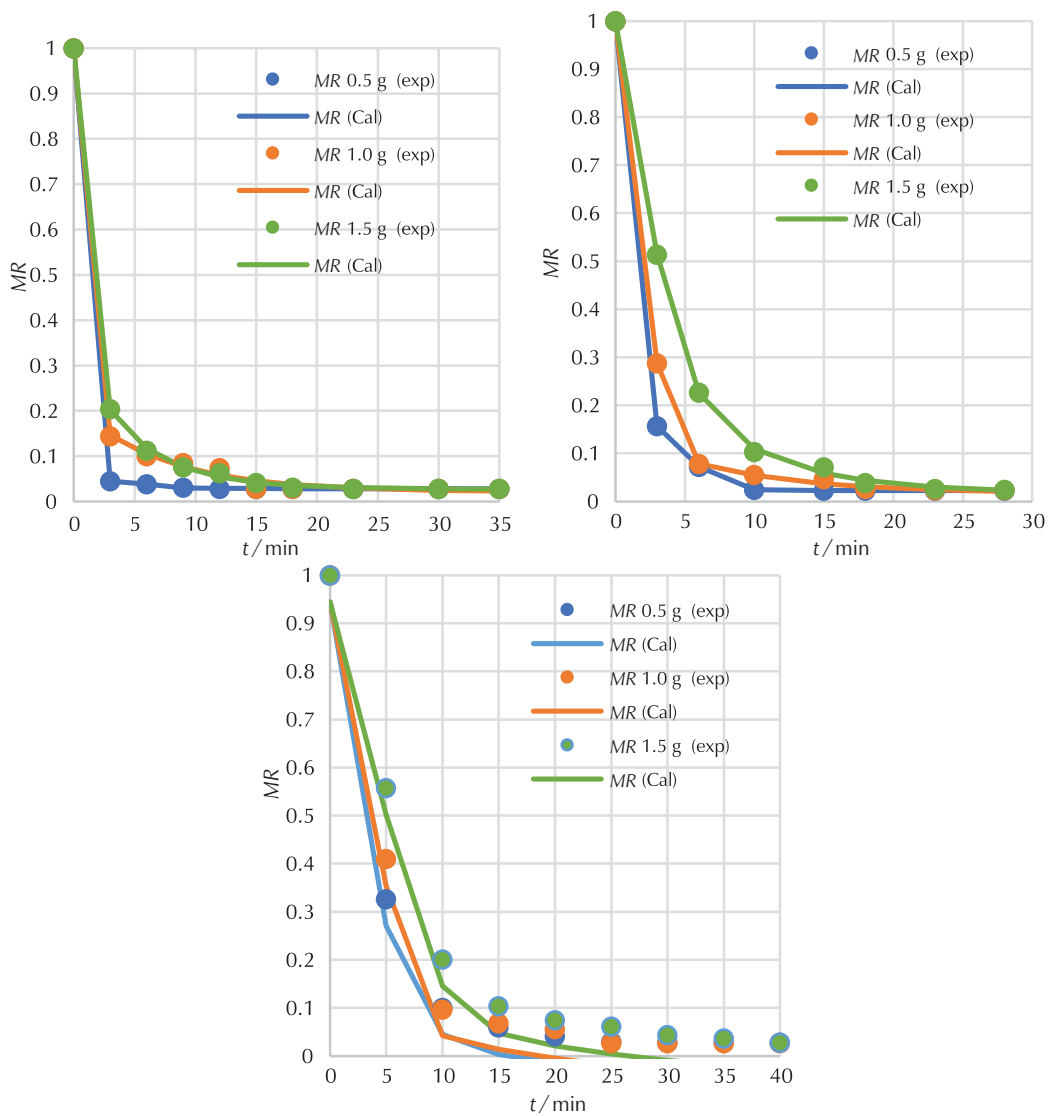 1
0.9
0.8
0.7
0.6
0.5
0.4
0.3
0.2
0.1
0
MR
0 5 10 15 20 25 30 35
t / min
MR 0.5 g (exp)
MR (Cal)
MR 1.0 g (exp)
MR (Cal)
MR 1.5 g (exp)
MR (Cal)
1
0.9
0.8
0.7
0.6
0.5
0.4
0.3
0.2
0.1
0
MR
0 5 10 15 20 25 30
t / min
MR 0.5 g (exp)
MR (Cal)
MR 1.0 g (exp)
MR (Cal)
MR 1.5 g (exp)
MR (Cal)
1
0.9
0.8
0.7
0.6
0.5
0.4
0.3
0.2
0.1
0
MR
0 5 10 15 20 25 30 35 40
t / min
MR 0.5 g (exp)
MR (Cal)
MR 1.0 g (exp)
MR (Cal)
MR 1.5 g (exp)
MR (Cal)